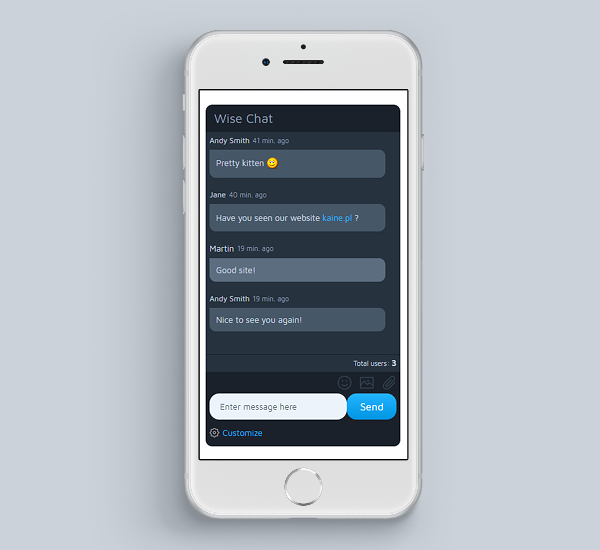 Wise Chat
Andy Smith 41 min. ago
Pretty kitten
Jane 40 min. ago
Have you seen our website kaine.pl ?
Martin 19 min. ago
Good site!
Andy Smith 19 min. ago
Nice to see you again!
Total users: 3
Enter message here
Send
Customize